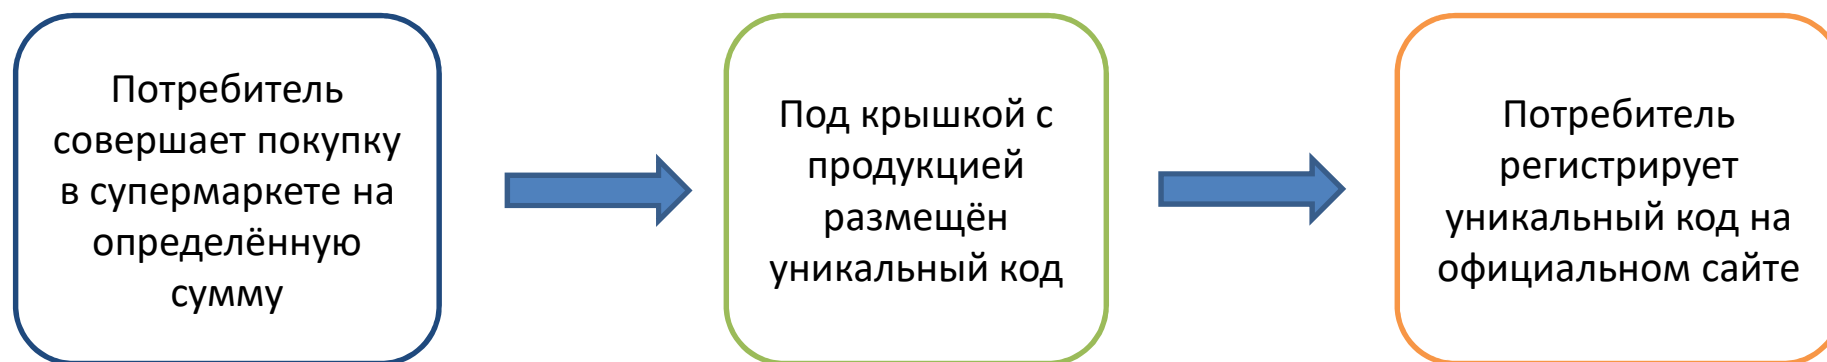 Потребитель
совершает покупку
в супермаркете на
определённую
сумму
Под крышкой с
продукцией
размещён
уникальный код
Потребитель
регистрирует
уникальный код на
официальном сайте